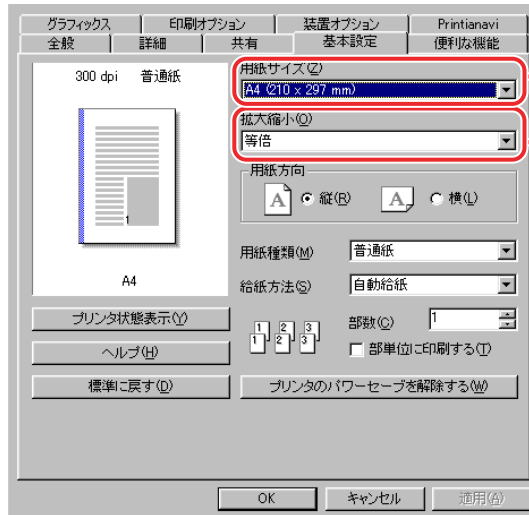 グラフィックス 印刷オプション 装置オプション Printianavi
全般 詳細 共有 基本設定 便利な機能
300 dpi 普通紙
1
A4
用紙サイズ(Z)
A4 (210 x 297 mm)
拡大縮小(O)
等倍
用紙方向
A 縦(R) A 横(L)
用紙種類(M) 普通紙
給紙方法(S) 自動給紙
1 2 3
1 2 3
部数(C) 1
部単位に印刷する(T)
プリンタ状態表示(Y)
ヘルプ(H)
標準に戻す(D) プリンタのパワーセーブを解除する(W)
OK キャンセル 適用(A)